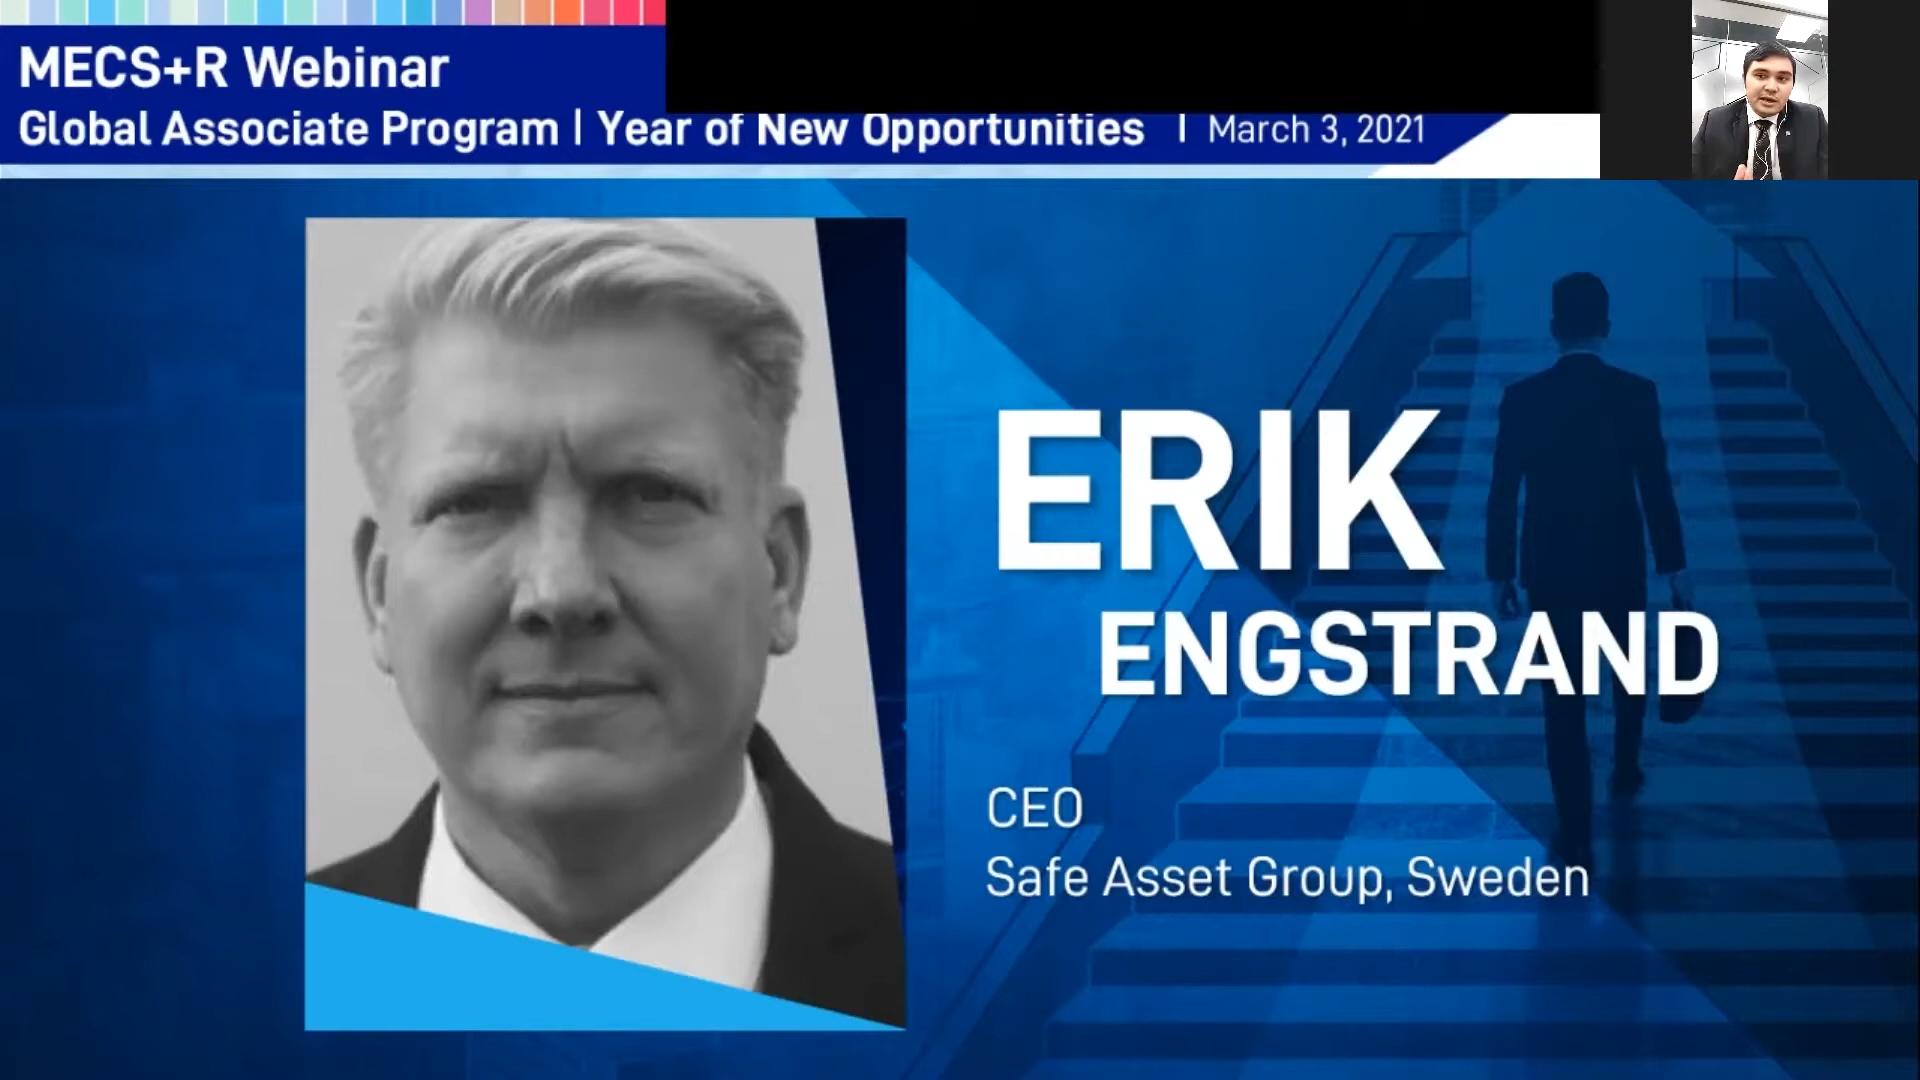 MECS+R Webinar
Global Associate Program | Year of New Opportunities | March 3, 2021
ERIK
ENGSTRAND
CEO
Safe Asset Group, Sweden